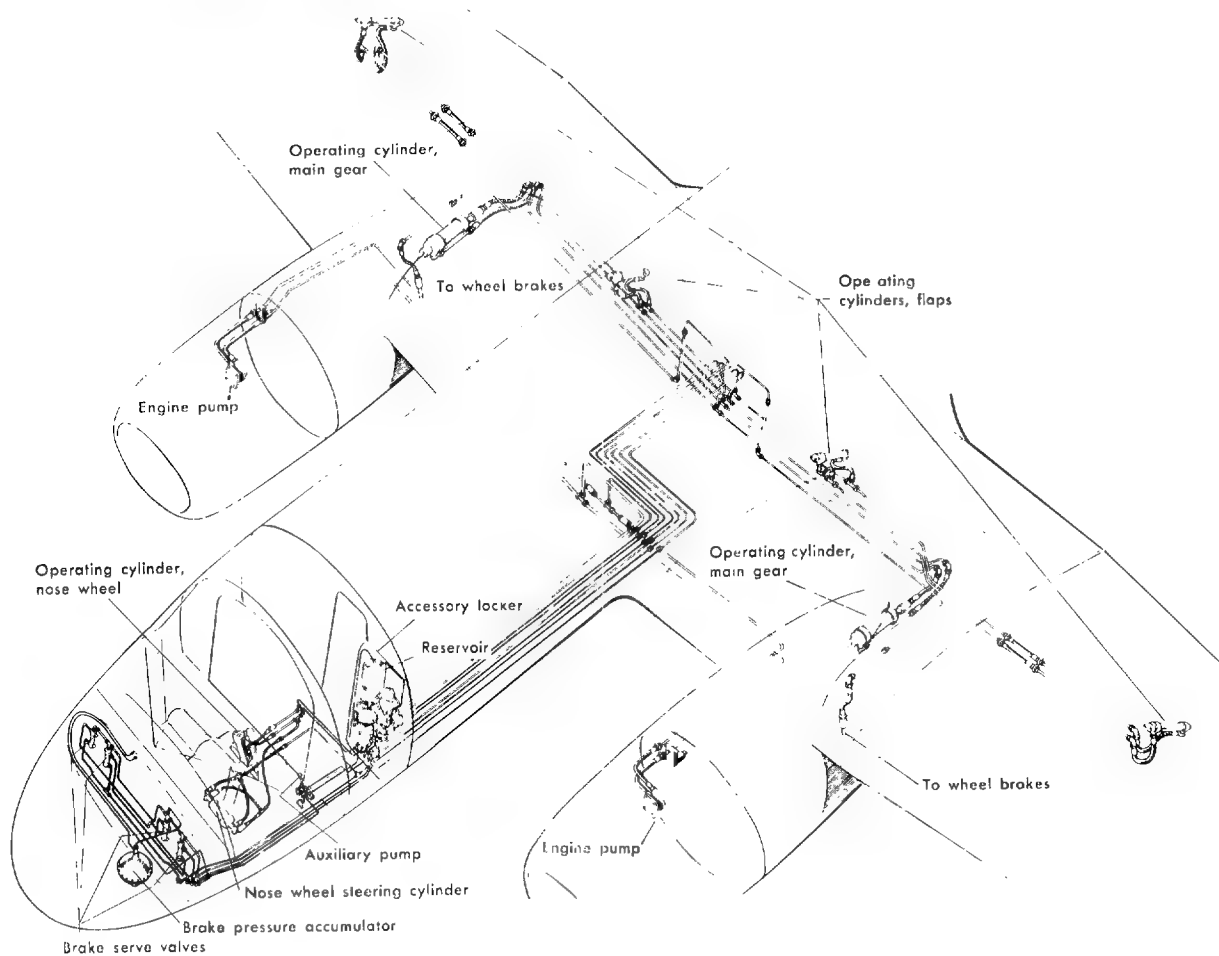 Operating cylinder,
main gear
To wheel brakes
Ope ating
cylinders, flaps
Engine pump
Operating cylinder,
main gear
Operating cylinder,
nose wheel
Accessory locker
Reservoir
To wheel brakes
Engine pump
Auxiliary pump
Nose wheel steering cylinder
Brake pressure accumulator
Brake serve valves